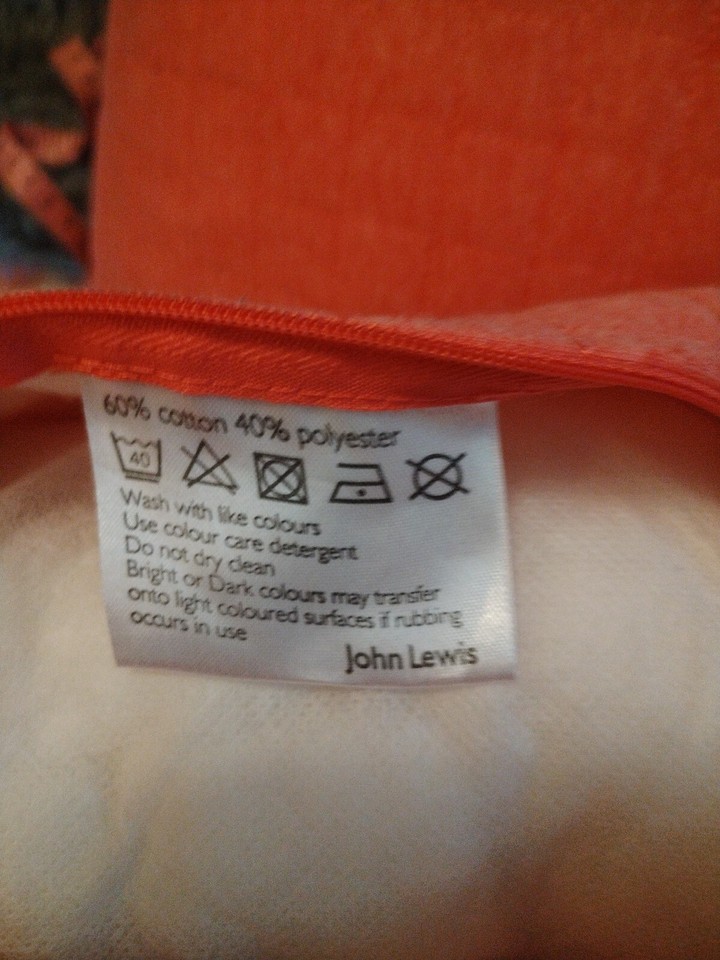 60% cotton 40% polyester
40
Wash with like colours
Use colour care detergent
Do not dry clean
Bright or Dark colours may transfer
onto light coloured surfaces if rubbing
occurs in use
John Lewis